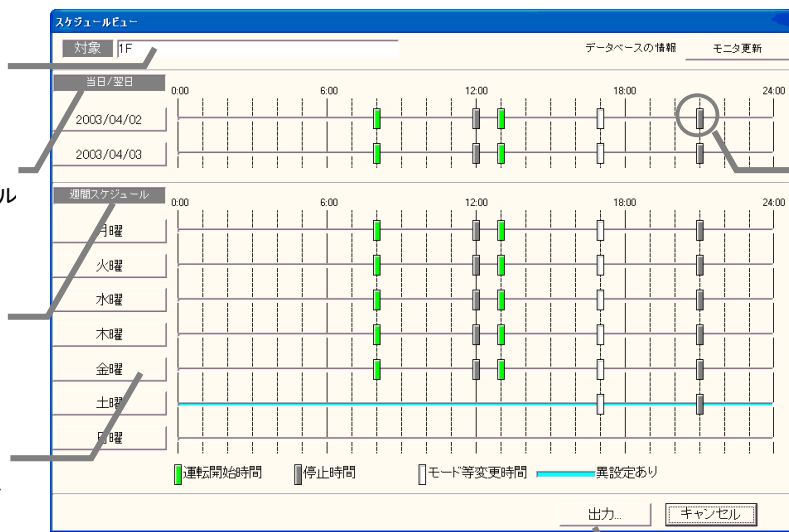 スケジュールビュー
対象 1F データベースの情報 モニタ更新
当日/翌日
0:00 6:00 12:00 18:00 24:00
2003/04/02
2003/04/03
ル
週間スケジュール
0:00 6:00 12:00 18:00 24:00
月曜
火曜
水曜
木曜
金曜
土曜
日曜
運転開始時間 停止時間 モード等変更時間 異設定あり
出力... キャンセル